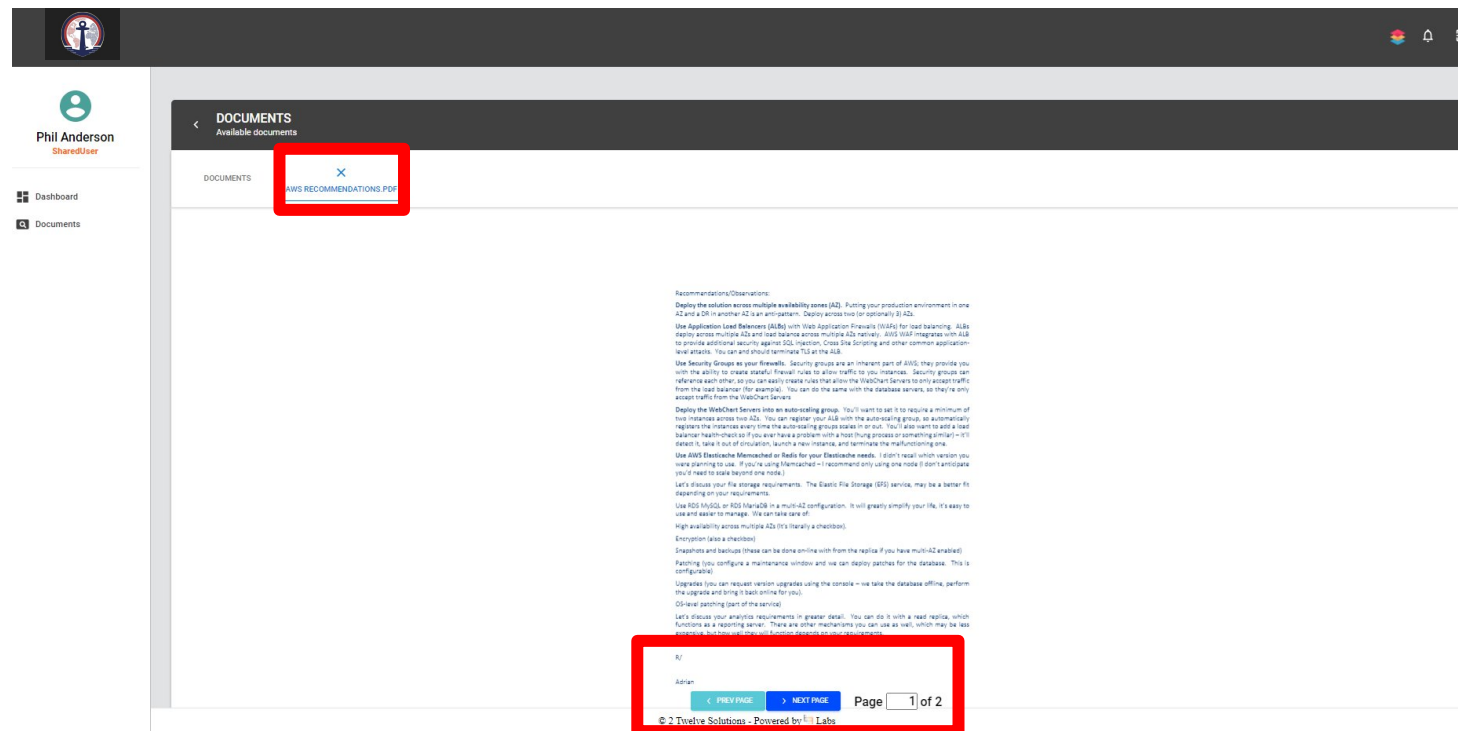 Phil Anderson
SharedUser
Dashboard
Documents
DOCUMENTS
Available documents
DOCUMENTS
AWS RECOMMENDATIONS.PDF
Recommendations/Observations:
Deploy the solution across multiple availability zones (AZ). Putting your production environment in one
AZ and a DR in another AZ is an anti-pattern. Deploy across two (or optionally 3) AZs.
Use Application Load Balancers (ALBs) with Web Application Firewalls (WAFs) for load balancing. ALBs
deploy across multiple AZs and load balance across multiple AZs natively. AWS WAF integrates with ALB
to provide additional security against SQL injection, Cross Site Scripting and other common application-
level attacks. You can and should terminate TLS at the ALB.
Use Security Groups as your firewalls. Security groups are an inherent part of AWS; they provide you
with the ability to create stateful firewall rules to allow traffic to you instances. Security groups can
reference each other, so you can easily create rules that allow the WebChart Servers to only accept traffic
from the load balancer (for example). You can do the same with the database servers, so they're only
accept traffic from the WebChart Servers
Deploy the WebChart Servers into an auto-scaling group. You'll want to set it to require a minimum of
two instances across two AZs. You can register your ALB with the auto-scaling group, so automatically
registers the instances every time the auto-scaling groups scales in or out. You'll also want to add a load
balancer health-check so if you ever have a problem with a host (hung process or something similar) – it'll
detect it, take it out of circulation, launch a new instance, and terminate the malfunctioning one.
Use AWS Elasticache Memcached or Redis for your Elasticache needs. I didn't recall which version you
were planning to use. If you're using Memcached – I recommend only using one node (I don't anticipate
you'd need to scale beyond one node.)
Let's discuss your file storage requirements. The Elastic File Storage (EFS) service, may be a better fit
depending on your requirements.
Use RDS MySQL or RDS MariaDB in a multi-AZ configuration. It will greatly simplify your life, it's easy to
use and easier to manage. We can take care of:
High availability across multiple AZs (it's literally a checkbox).
Encryption (also a checkbox)
Snapshots and backups (these can be done on-line with from the replica if you have multi-AZ enabled)
Patching (you configure a maintenance window and we can deploy patches for the database. This is
configurable)
Upgrades (you can request version upgrades using the console – we take the database offline, perform
the upgrade and bring it back online for you).
OS-level patching (part of the service)
Let's discuss your analytics requirements in greater detail. You can do it with a read replica, which
functions as a reporting server. There are other mechanisms you can use as well, which may be less
expensive, but how well they will function depends on your requirements.
R/
Adrian
PREV PAGE NEXT PAGE Page 1 of 2
© 2 Twelve Solutions - Powered by Labs